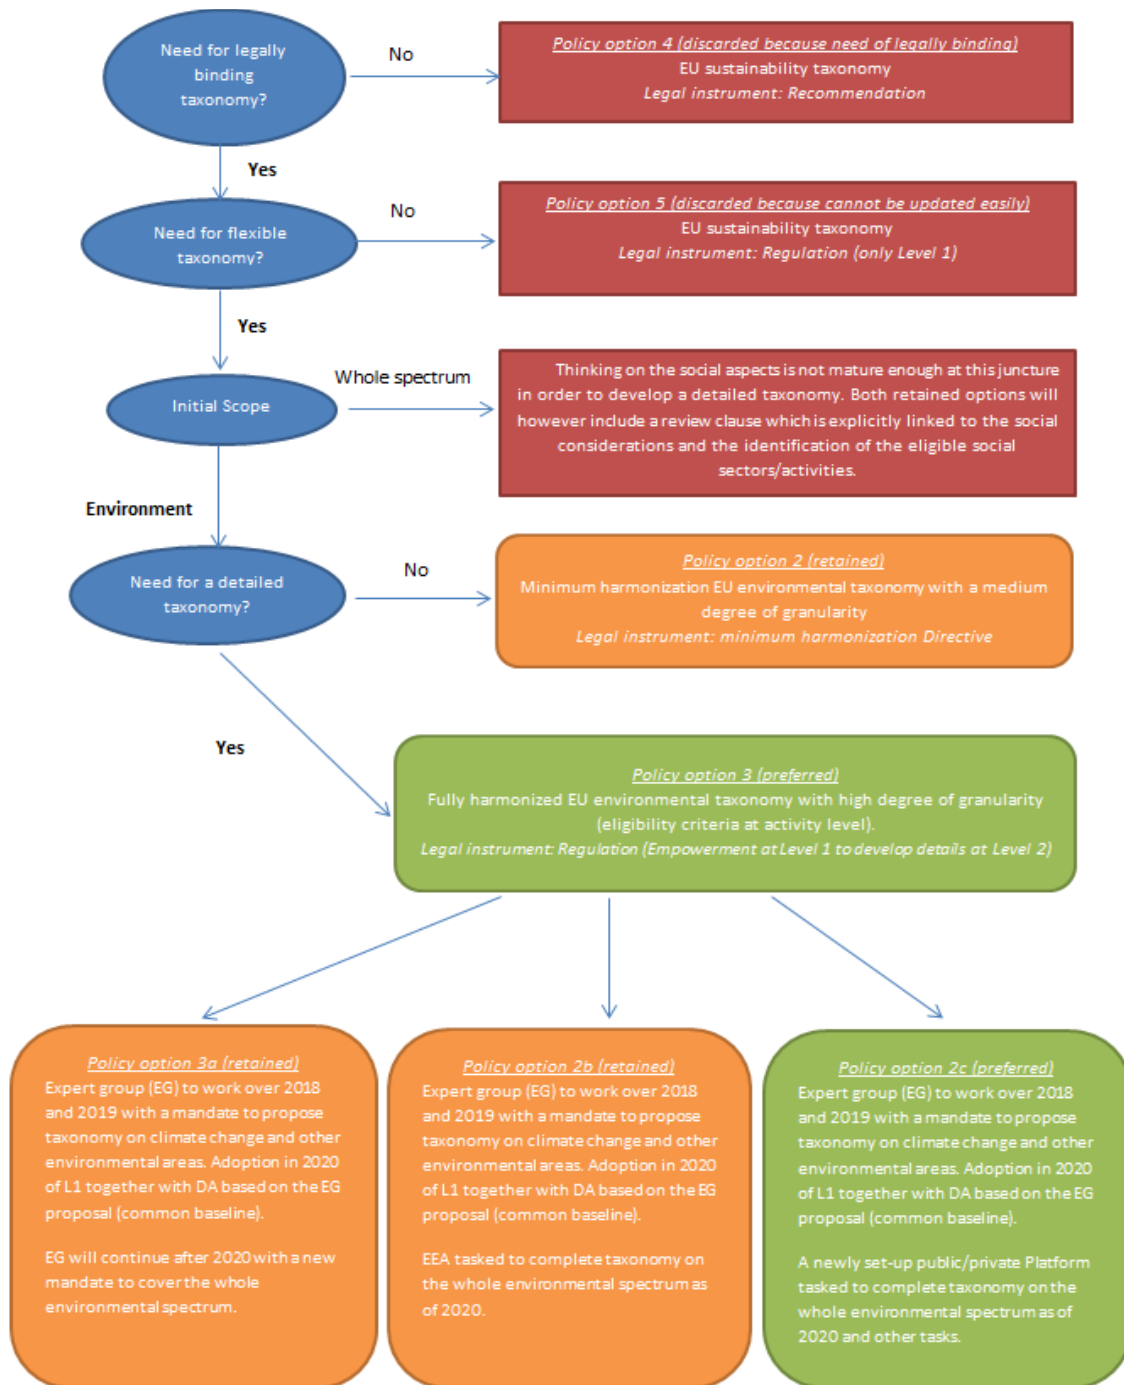 Need for legally
binding
taxonomy?
No
Policy option 4 (discarded because need of legally binding)
EU sustainability taxonomy
Legal instrument: Recommendation
Yes
Need for flexible
taxonomy?
No
Policy option 5 (discarded because cannot be updated easily)
EU sustainability taxonomy
Legal instrument: Regulation (only Level 1)
Yes
Initial Scope
Whole spectrum
Thinking on the social aspects is not mature enough at this juncture
in order to develop a detailed taxonomy. Both retained options will
however include a review clause which is explicitly linked to the social
considerations and the identification of the eligible social
sectors/activities.
Environment
Need for a detailed
taxonomy?
No
Policy option 2 (retained)
Minimum harmonization EU environmental taxonomy with a medium
degree of granularity
Legal instrument: minimum harmonization Directive
Yes
Policy option 3 (preferred)
Fully harmonized EU environmental taxonomy with high degree of granularity
(eligibility criteria at activity level).
Legal instrument: Regulation (Empowerment at Level 1 to develop details at Level 2)
Policy option 3a (retained)
Expert group (EG) to work over 2018
and 2019 with a mandate to propose
taxonomy on climate change and other
environmental areas. Adoption in 2020
of L1 together with DA based on the EG
proposal (common baseline).
EG will continue after 2020 with a new
mandate to cover the whole
environmental spectrum.
Policy option 2b (retained)
Expert group (EG) to work over 2018
and 2019 with a mandate to propose
taxonomy on climate change and other
environmental areas. Adoption in 2020
of L1 together with DA based on the EG
proposal (common baseline).
EEA tasked to complete taxonomy on
the whole environmental spectrum as
of 2020.
Policy option 2c (preferred)
Expert group (EG) to work over 2018
and 2019 with a mandate to propose
taxonomy on climate change and other
environmental areas. Adoption in 2020
of L1 together with DA based on the EG
proposal (common baseline).
A newly set-up public/private Platform
tasked to complete taxonomy on the
whole environmental spectrum as of
2020 and other tasks.